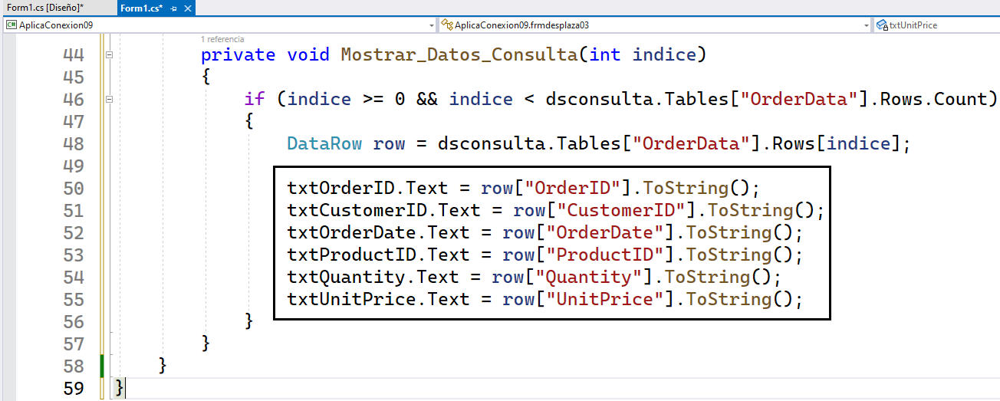 Form1.cs [Diseño]*
Form1.cs*
AplicaConexion09
AplicaConexion09.frmdesplaza03
txtUnitPrice
1 referencia
44 private void Mostrar_Datos_Consulta(int indice)
45 {
46 if (indice >= 0 && indice < dsconsulta.Tables["OrderData"].Rows.Count)
47 {
48 DataRow row = dsconsulta.Tables["OrderData"].Rows[indice];
49
50 txtOrderID.Text = row["OrderID"].ToString();
51 txtCustomerID.Text = row["CustomerID"].ToString();
52 txtOrderDate.Text = row["OrderDate"].ToString();
53 txtProductID.Text = row["ProductID"].ToString();
54 txtQuantity.Text = row["Quantity"].ToString();
55 txtUnitPrice.Text = row["UnitPrice"].ToString();
56 }
57 }
58 }
59 }